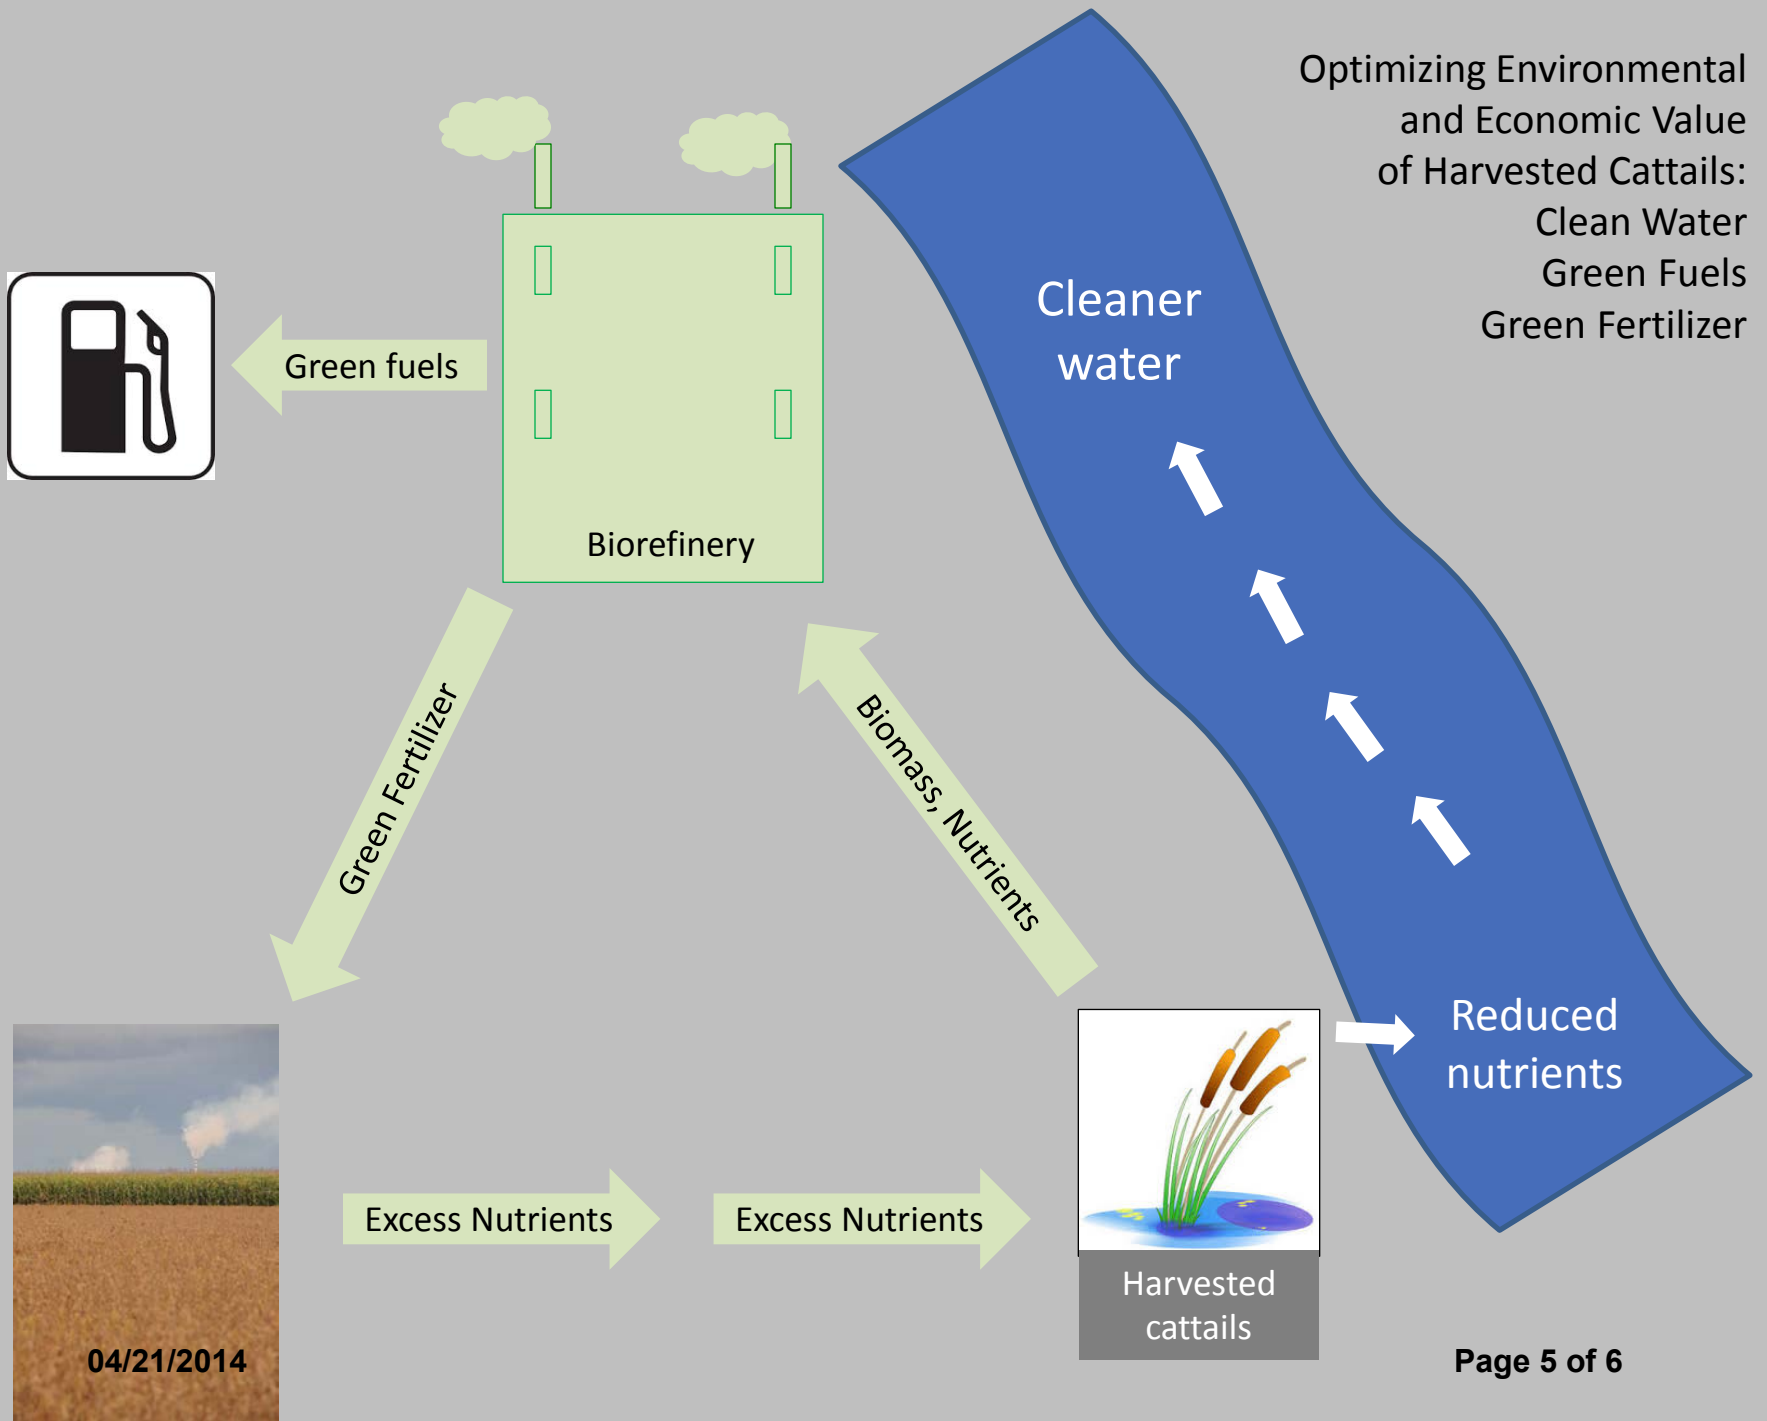 Optimizing Environmental
and Economic Value
of Harvested Cattails:
Clean Water
Green Fuels
Green Fertilizer
Cleaner
water
Green fuels
Biorefinery
Green Fertilizer
Biomass, Nutrients
Reduced
nutrients
Excess Nutrients
Excess Nutrients
Harvested
cattails
04/21/2014
Page 5 of 6